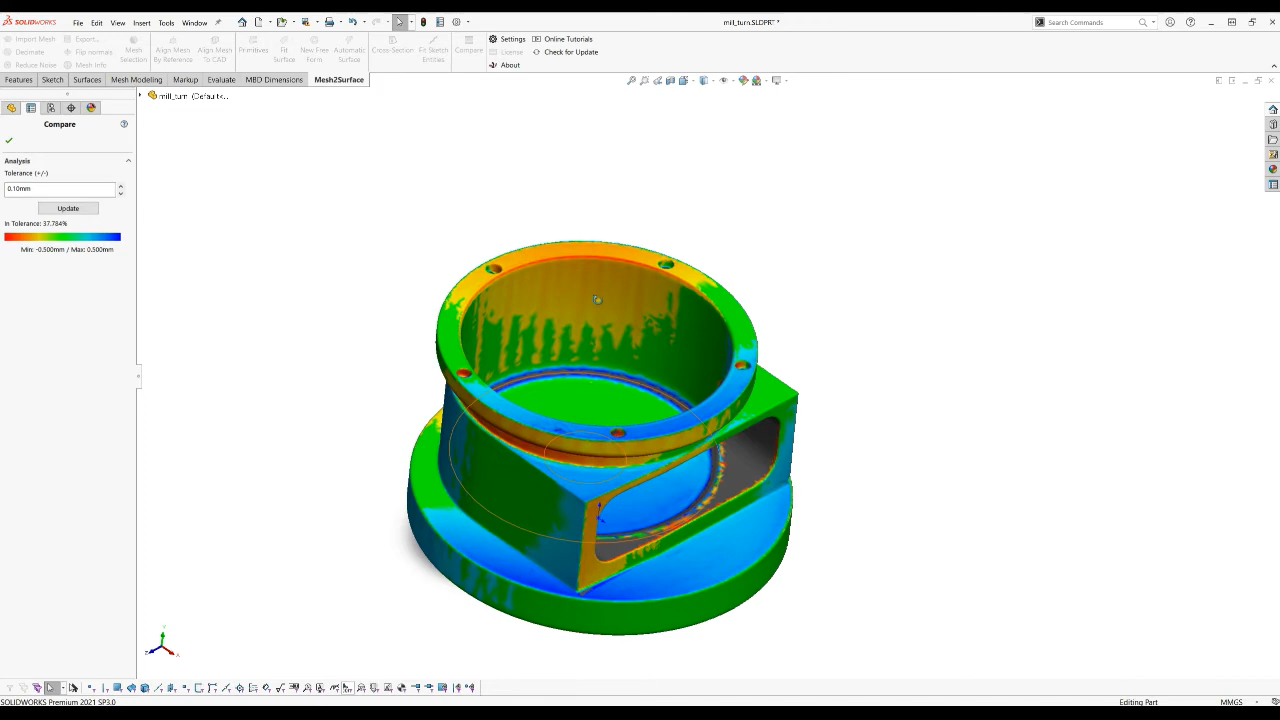 SOLIDWORKS File Edit View Insert Tools Window mill_turn.SLDPRT * Search Commands
Import Mesh Export... Settings Online Tutorials
Decimate Flip normals Mesh Selection Align Mesh By Reference Align Mesh To CAD Primitives Fit Surface New Free Form Automatic Surface Cross-Section Fit Sketch Entities Compare License Check for Update
Reduce Noise Mesh Info About
Features Sketch Surfaces Mesh Modeling Markup Evaluate MBD Dimensions Mesh2Surface
mill_turn (Default<...
Compare
Analysis
Tolerance (+/-)
0.10mm
Update
In Tolerance: 37.784%
Min: -0.500mm / Max: 0.500mm
Y
Z X
SOLIDWORKS Premium 2021 SP3.0 Editing Part MMGS